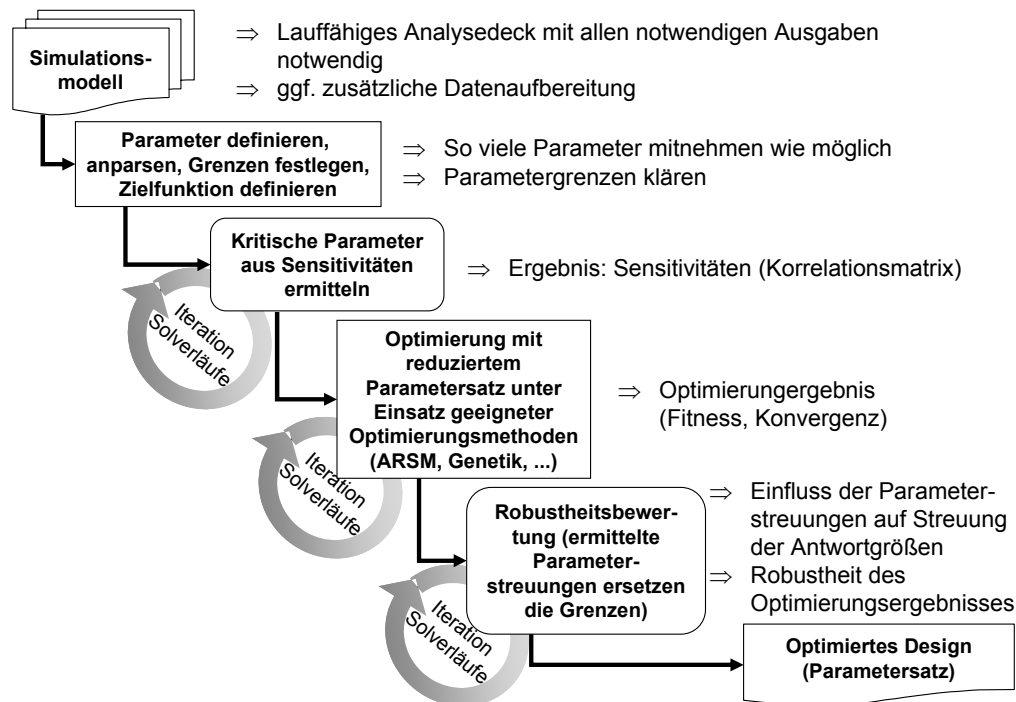 Simulations-
modell
⇒ Lauffähiges Analysedeck mit allen notwendigen Ausgaben
notwendig
⇒ ggf. zusätzliche Datenaufbereitung
Parameter definieren,
anparsen, Grenzen festlegen,
Zielfunktion definieren
⇒ So viele Parameter mitnehmen wie möglich
⇒ Parametergrenzen klären
Kritische Parameter
aus Sensitivitäten
ermitteln
⇒ Ergebnis: Sensitivitäten (Korrelationsmatrix)
Iteration
Solverläufe
Optimierung mit
reduziertem
Parametersatz unter
Einsatz geeigneter
Optimierungsmethoden
(ARSM, Genetik, ...)
⇒ Optimierungergebnis
(Fitness, Konvergenz)
Iteration
Solverläufe
Robustheitsbewer-
tung (ermittelte
Parameter-
streuungen ersetzen
die Grenzen)
⇒ Einfluss der Parameter-
streuungen auf Streuung
der Antwortgrößen
⇒ Robustheit des
Optimierungsergebnisses
Iteration
Solverläufe
Optimiertes Design
(Parametersatz)